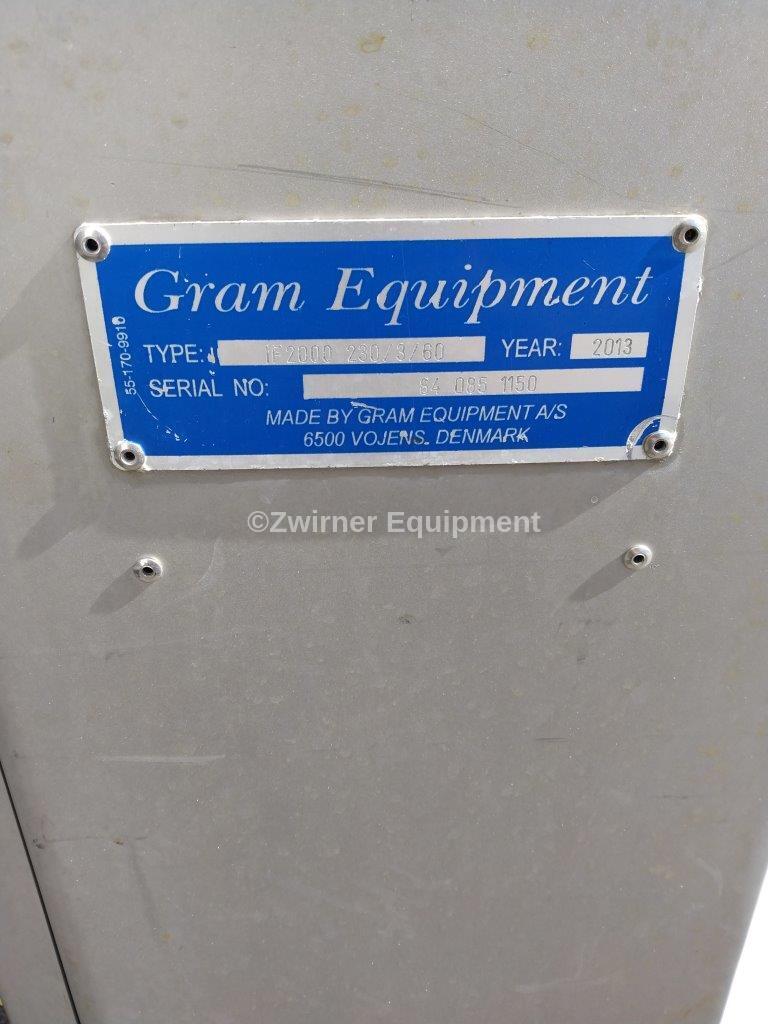 Gram Equipment
TYPE: IF2000 230/3/60 YEAR: 2013
SERIAL NO: 64 085 1150
MADE BY GRAM EQUIPMENT A/S
6500 VOJENS. DENMARK
55-170-9910
©Zwirner Equipment